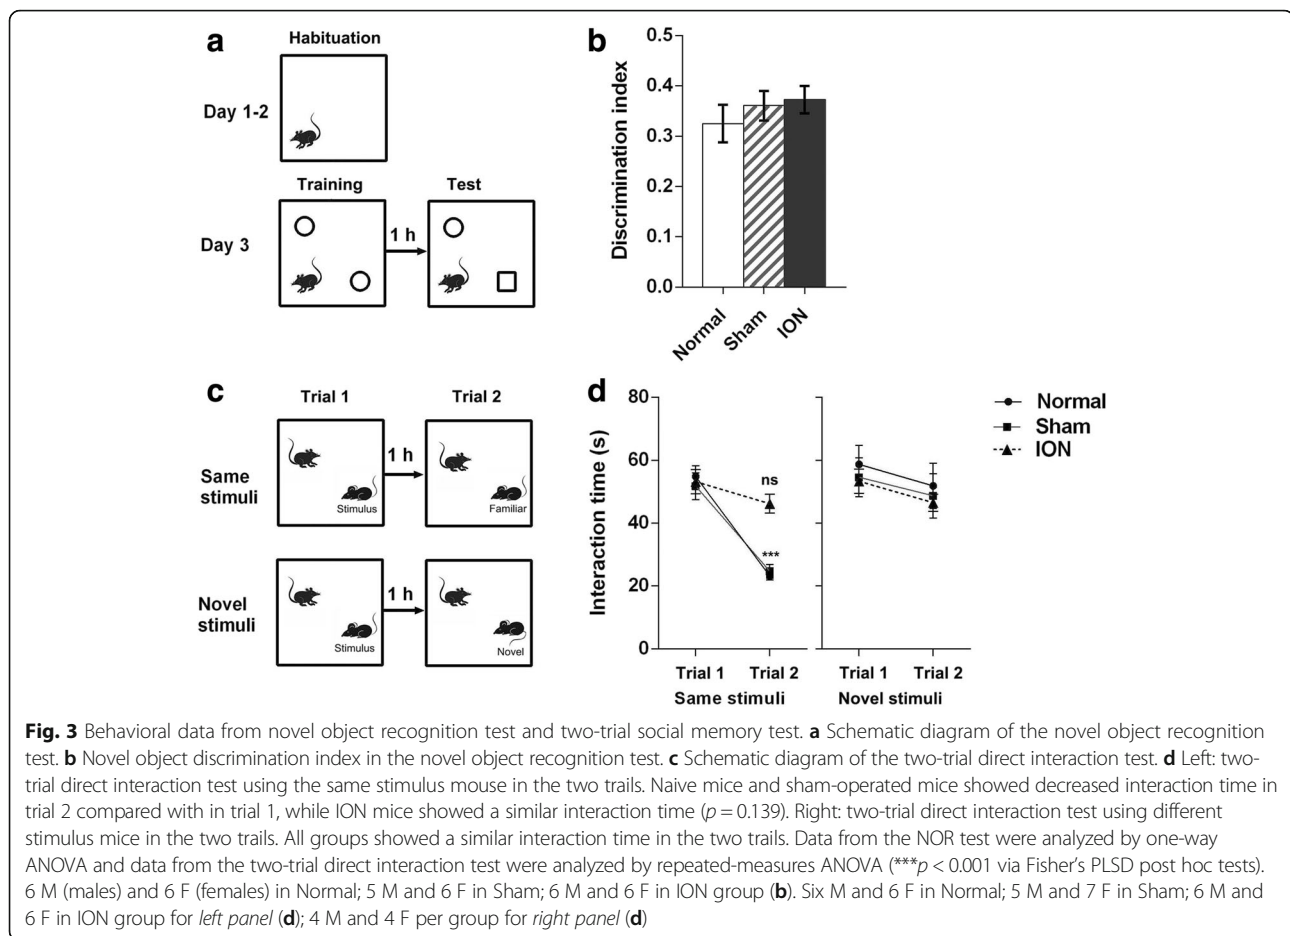 a
Habituation
Day 1-2
Training
Test
Day 3
1 h
b
Discrimination index
0.5
0.4
0.3
0.2
0.1
0.0
Normal
Sham
ION
c
Trial 1
Trial 2
Same
stimuli
1 h
Stimulus
Familiar
Novel
stimuli
1 h
Stimulus
Novel
d
Interaction time (s)
80
60
40
20
0
ns
***
Trial 1
Trial 2
Same stimuli
Trial 1
Trial 2
Novel stimuli
Normal
Sham
ION
Fig. 3 Behavioral data from novel object recognition test and two-trial social memory test. a Schematic diagram of the novel object recognition
test. b Novel object discrimination index in the novel object recognition test. c Schematic diagram of the two-trial direct interaction test. d Left: two-
trial direct interaction test using the same stimulus mouse in the two trails. Naive mice and sham-operated mice showed decreased interaction time in
trial 2 compared with in trial 1, while ION mice showed a similar interaction time (p = 0.139). Right: two-trial direct interaction test using different
stimulus mice in the two trails. All groups showed a similar interaction time in the two trails. Data from the NOR test were analyzed by one-way
ANOVA and data from the two-trial direct interaction test were analyzed by repeated-measures ANOVA (***p < 0.001 via Fisher's PLSD post hoc tests).
6 M (males) and 6 F (females) in Normal; 5 M and 6 F in Sham; 6 M and 6 F in ION group (b). Six M and 6 F in Normal; 5 M and 7 F in Sham; 6 M and
6 F in ION group for left panel (d); 4 M and 4 F per group for right panel (d)